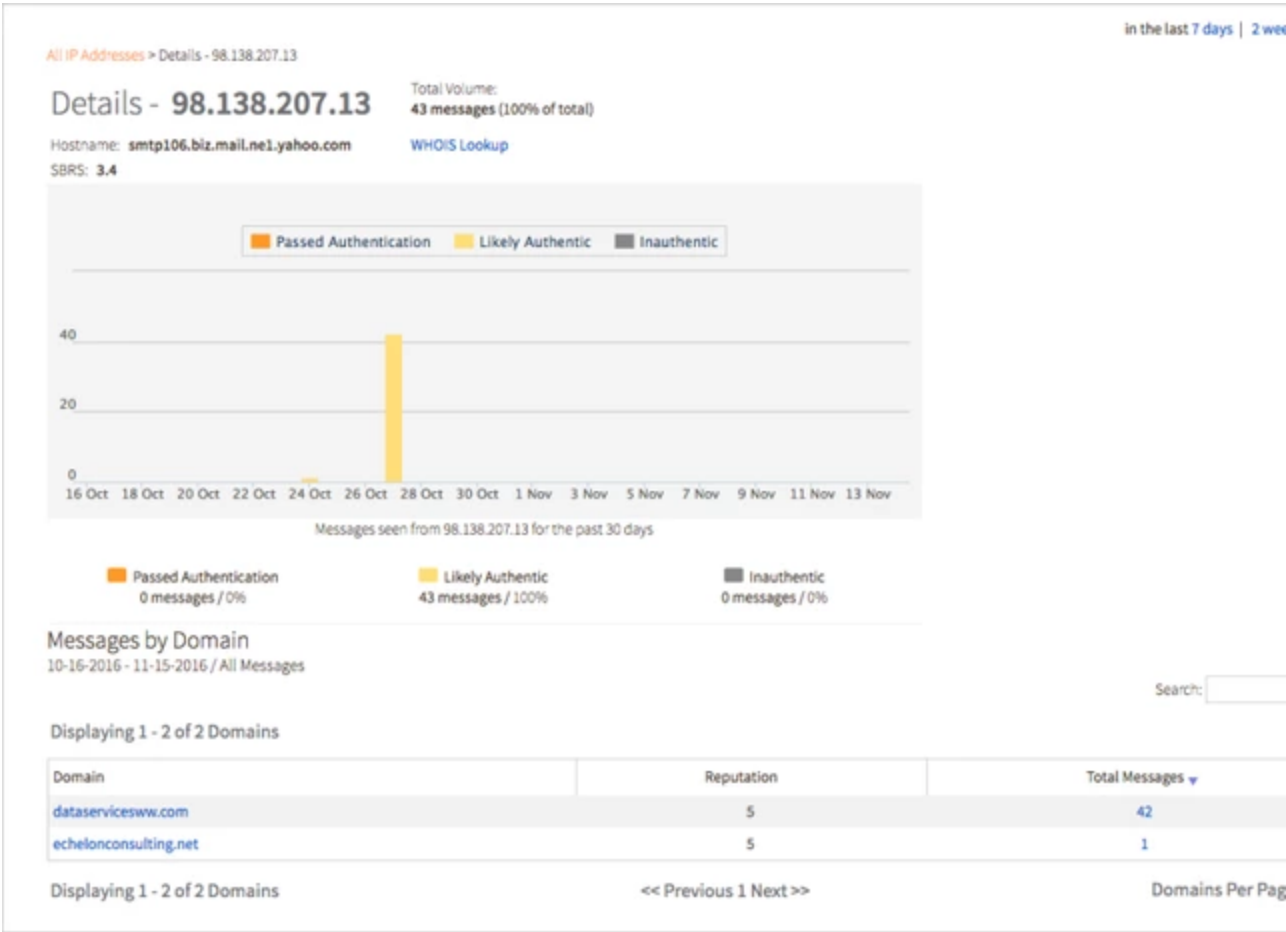 in the last 7 days | 2
All IP Addresses > Details - 98.138.207.13
Details - 98.138.207.13
Total Volume:
43 messages (100% of total)
Hostname: smtp106.biz.mail.ne1.yahoo.com
WHOIS Lookup
SBRS: 3.4
Passed Authentication Likely Authentic Inauthentic
40
20
0
16 Oct 18 Oct 20 Oct 22 Oct 24 Oct 26 Oct 28 Oct 30 Oct 1 Nov 3 Nov 5 Nov 7 Nov 9 Nov 11 Nov 13 Nov
Messages seen from 98.138.207.13 for the past 30 days
Passed Authentication Likely Authentic Inauthentic
0 messages / 0% 43 messages / 100% 0 messages / 0%
Messages by Domain
10-16-2016 - 11-15-2016 / All Messages
Search:
Displaying 1 - 2 of 2 Domains
Domain Reputation Total Messages
dataservicesww.com 5 42
echelonconsulting.net 5 1
Displaying 1 - 2 of 2 Domains << Previous 1 Next >> Domains Per